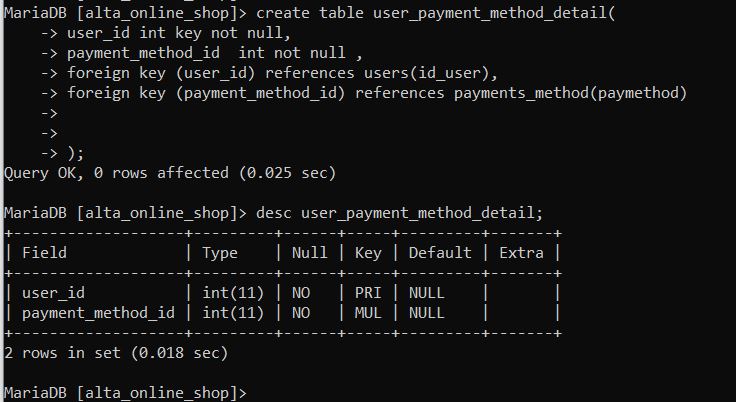 MariaDB [alta_online_shop]> create table user_payment_method_detail(
    -> user_id int key not null,
    -> payment_method_id  int not null ,
    -> foreign key (user_id) references users(id_user),
    -> foreign key (payment_method_id) references payments_method(paymethod)
    ->
    ->
    -> );
Query OK, 0 rows affected (0.025 sec)

MariaDB [alta_online_shop]> desc user_payment_method_detail;
+-------------------+---------+------+-----+---------+-------+
| Field             | Type    | Null | Key | Default | Extra |
+-------------------+---------+------+-----+---------+-------+
| user_id           | int(11) | NO   | PRI | NULL    |       |
| payment_method_id | int(11) | NO   | MUL | NULL    |       |
+-------------------+---------+------+-----+---------+-------+
2 rows in set (0.018 sec)

MariaDB [alta_online_shop]>